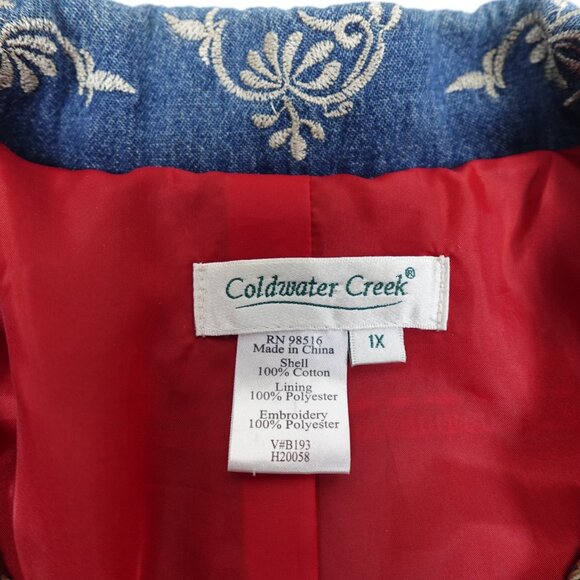 Coldwater Creek®
RN 98516
Made in China
Shell
100% Cotton
Lining
100% Polyester
Embroidery
100% Polyester
V#B193
H20058
1X